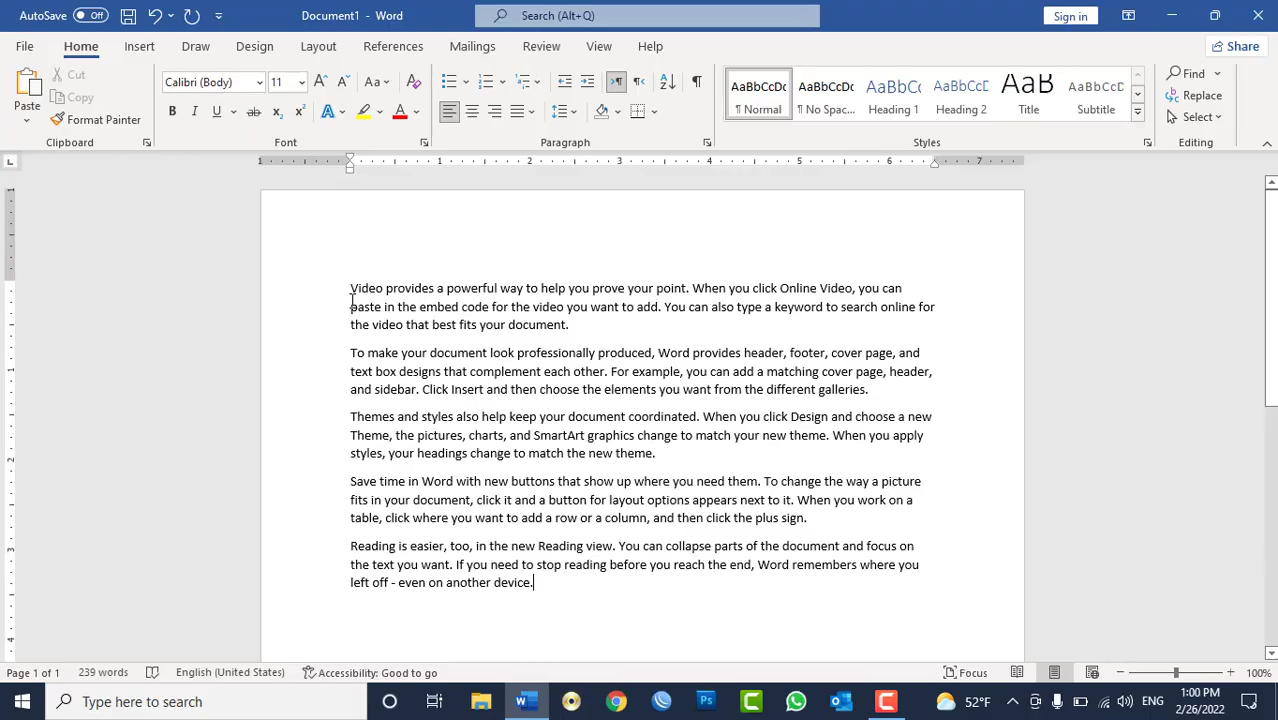 AutoSave Off Document1 - Word Search (Alt+Q) Sign in
File Home Insert Draw Design Layout References Mailings Review View Help Share
Paste
Cut
Copy
Format Painter
Clipboard
Calibri (Body) 11
Font
Paragraph
AaBbCcDc AaBbCcDc AaBbCc AaBbCcD AaB AaBbCcD
¶ Normal ¶ No Spac... Heading 1 Heading 2 Title Subtitle
Styles
Find
Replace
Select
Editing
1 1 2 3 4 5 6 7
Video provides a powerful way to help you prove your point. When you click Online Video, you can
paste in the embed code for the video you want to add. You can also type a keyword to search online for
the video that best fits your document.
To make your document look professionally produced, Word provides header, footer, cover page, and
text box designs that complement each other. For example, you can add a matching cover page, header,
and sidebar. Click Insert and then choose the elements you want from the different galleries.
Themes and styles also help keep your document coordinated. When you click Design and choose a new
Theme, the pictures, charts, and SmartArt graphics change to match your new theme. When you apply
styles, your headings change to match the new theme.
Save time in Word with new buttons that show up where you need them. To change the way a picture
fits in your document, click it and a button for layout options appears next to it. When you work on a
table, click where you want to add a row or a column, and then click the plus sign.
Reading is easier, too, in the new Reading view. You can collapse parts of the document and focus on
the text you want. If you need to stop reading before you reach the end, Word remembers where you
left off - even on another device.
Page 1 of 1 239 words English (United States) Accessibility: Good to go Focus 100%
Type here to search 52°F ENG 1:00 PM
2/26/2022